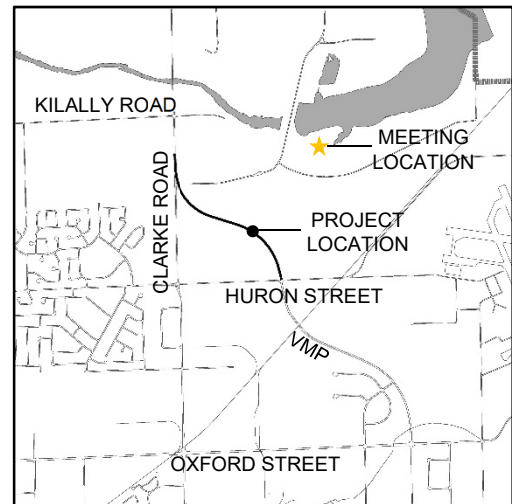 KILALLY ROAD
MEETING
LOCATION
CLARKE ROAD
PROJECT
LOCATION
HURON STREET
VMP
OXFORD STREET